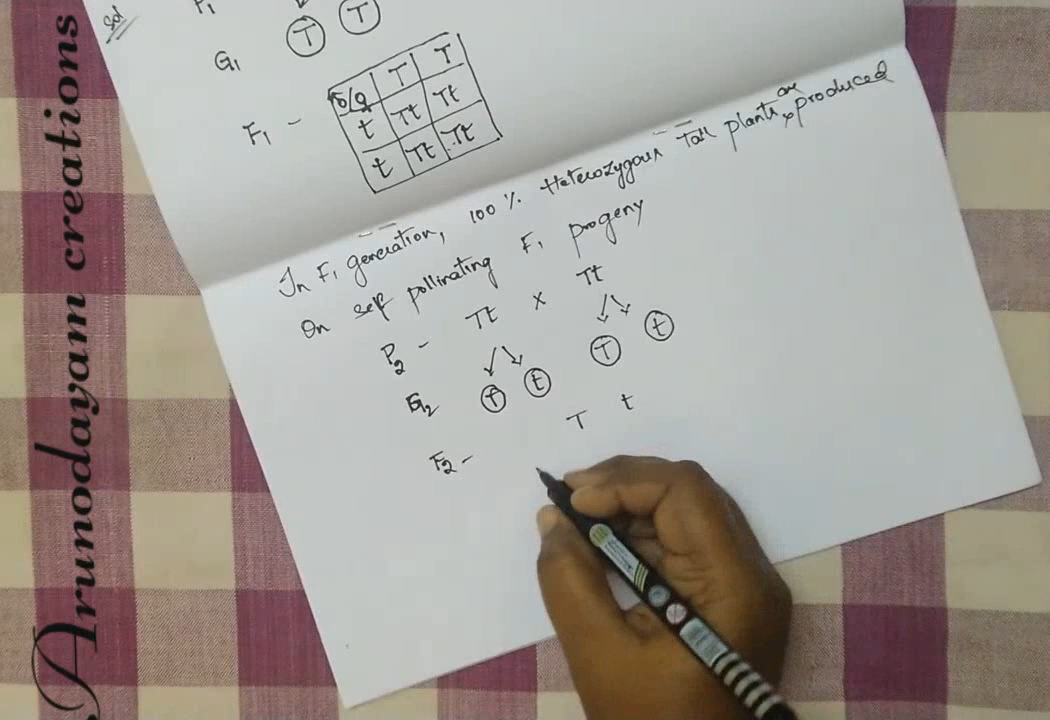 Arunodayam creations
Sol
P₁
G₁ T T
F₁ - ♂/♀ T T
t Tt Tt
t Tt Tt
In F₁ generation, 100 % Heterozygous Tall plants are produced
On self pollinating F₁ progeny
P₂ - Tt × Tt
G₂ T t T t
T t
F₂ -